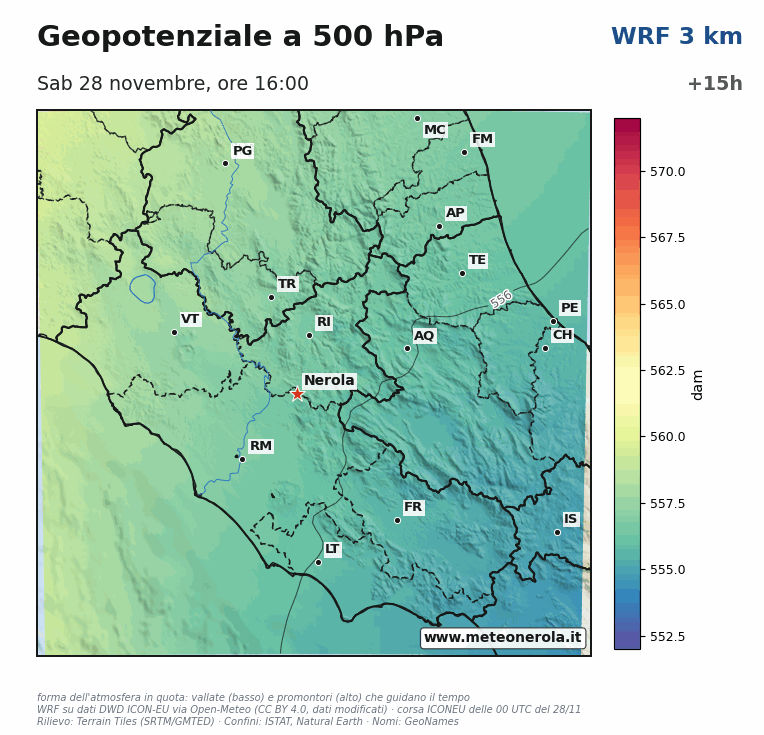 Geopotenziale a 500 hPa
WRF 3 km
Sab 28 novembre, ore 16:00
+15h
MC
FM
PG
AP
TE
TR
PE
VT
RI
AQ
CH
Nerola
RM
FR
IS
LT
556
www.meteonerola.it
570.0
567.5
565.0
562.5
560.0
557.5
555.0
552.5
dam
forma dell'atmosfera in quota: vallate (basso) e promontori (alto) che guidano il tempo
WRF su dati DWD ICON-EU via Open-Meteo (CC BY 4.0, dati modificati) · corsa ICONEU delle 00 UTC del 28/11
Rilievo: Terrain Tiles (SRTM/GMTED) · Confini: ISTAT, Natural Earth · Nomi: GeoNames